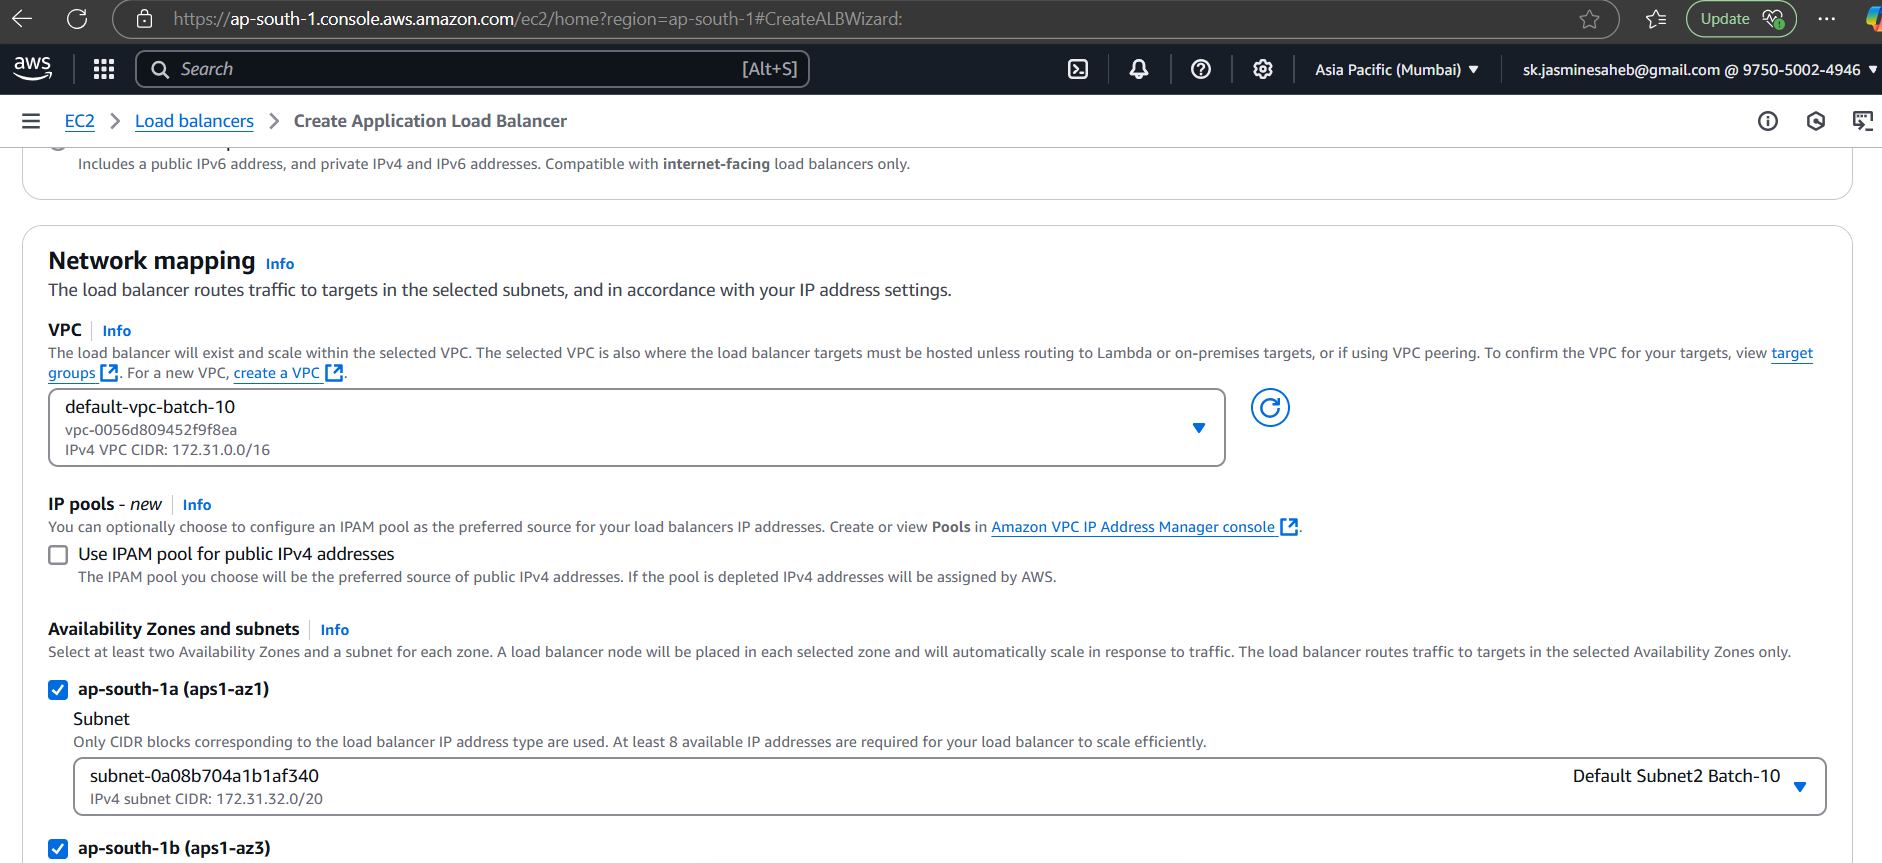 https://ap-south-1.console.aws.amazon.com/ec2/home?region=ap-south-1#CreateALBWizard:
Update
aws
Search
[Alt+S]
Asia Pacific (Mumbai)
sk.jasminesaheb@gmail.com @ 9750-5002-4946
EC2 > Load balancers > Create Application Load Balancer
Includes a public IPv6 address, and private IPv4 and IPv6 addresses. Compatible with internet-facing load balancers only.
Network mapping Info
The load balancer routes traffic to targets in the selected subnets, and in accordance with your IP address settings.
VPC Info
The load balancer will exist and scale within the selected VPC. The selected VPC is also where the load balancer targets must be hosted unless routing to Lambda or on-premises targets, or if using VPC peering. To confirm the VPC for your targets, view target
groups. For a new VPC, create a VPC.
default-vpc-batch-10
vpc-0056d809452f9f8ea
IPv4 VPC CIDR: 172.31.0.0/16
IP pools - new Info
You can optionally choose to configure an IPAM pool as the preferred source for your load balancers IP addresses. Create or view Pools in Amazon VPC IP Address Manager console.
Use IPAM pool for public IPv4 addresses
The IPAM pool you choose will be the preferred source of public IPv4 addresses. If the pool is depleted IPv4 addresses will be assigned by AWS.
Availability Zones and subnets Info
Select at least two Availability Zones and a subnet for each zone. A load balancer node will be placed in each selected zone and will automatically scale in response to traffic. The load balancer routes traffic to targets in the selected Availability Zones only.
ap-south-1a (aps1-az1)
Subnet
Only CIDR blocks corresponding to the load balancer IP address type are used. At least 8 available IP addresses are required for your load balancer to scale efficiently.
subnet-0a08b704a1b1af340 Default Subnet2 Batch-10
IPv4 subnet CIDR: 172.31.32.0/20
ap-south-1b (aps1-az3)